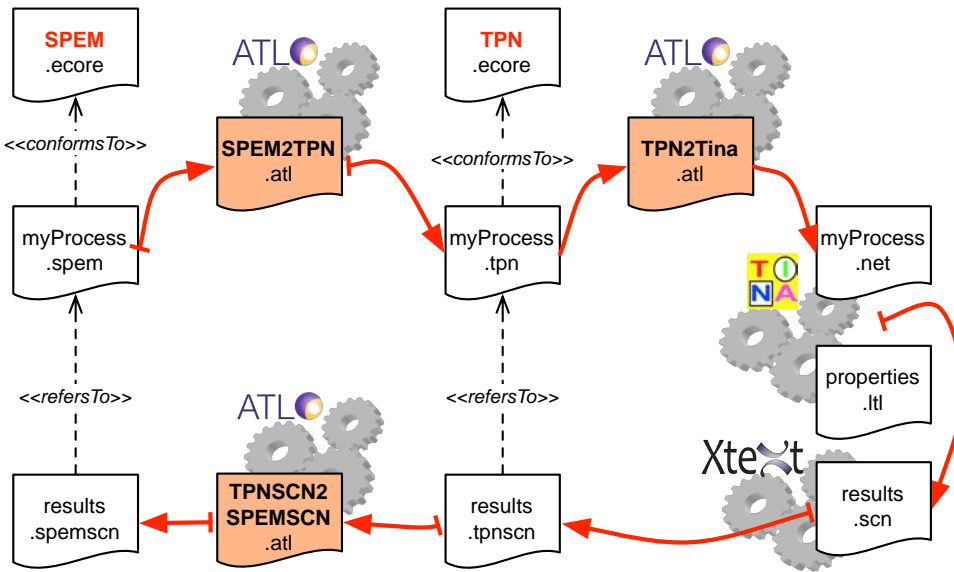 SPEM
.ecore
ATL
TPN
.ecore
ATL
<<conformsTo>>
SPEM2TPN
.atl
<<conformsTo>>
TPN2Tina
.atl
myProcess
.spem
myProcess
.tpn
myProcess
.net
TINA
<<refersTo>>
ATL
<<refersTo>>
properties
.ltl
Xtext
results
.spemscn
TPNSCN2
SPEMSCN
.atl
results
.tpnscn
results
.scn